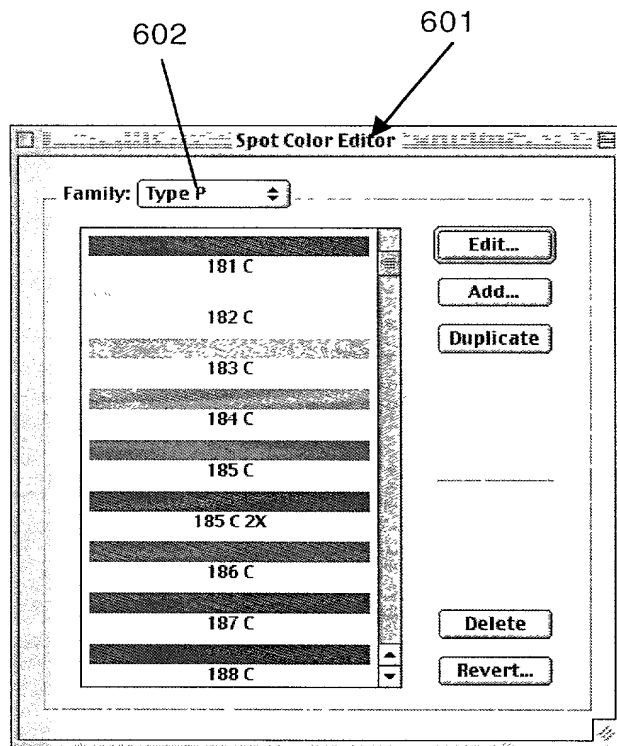 602
601
Spot Color Editor
Family: Type P
181 C
182 C
183 C
184 C
185 C
185 C 2X
186 C
187 C
188 C
Edit...
Add...
Duplicate
Delete
Revert...